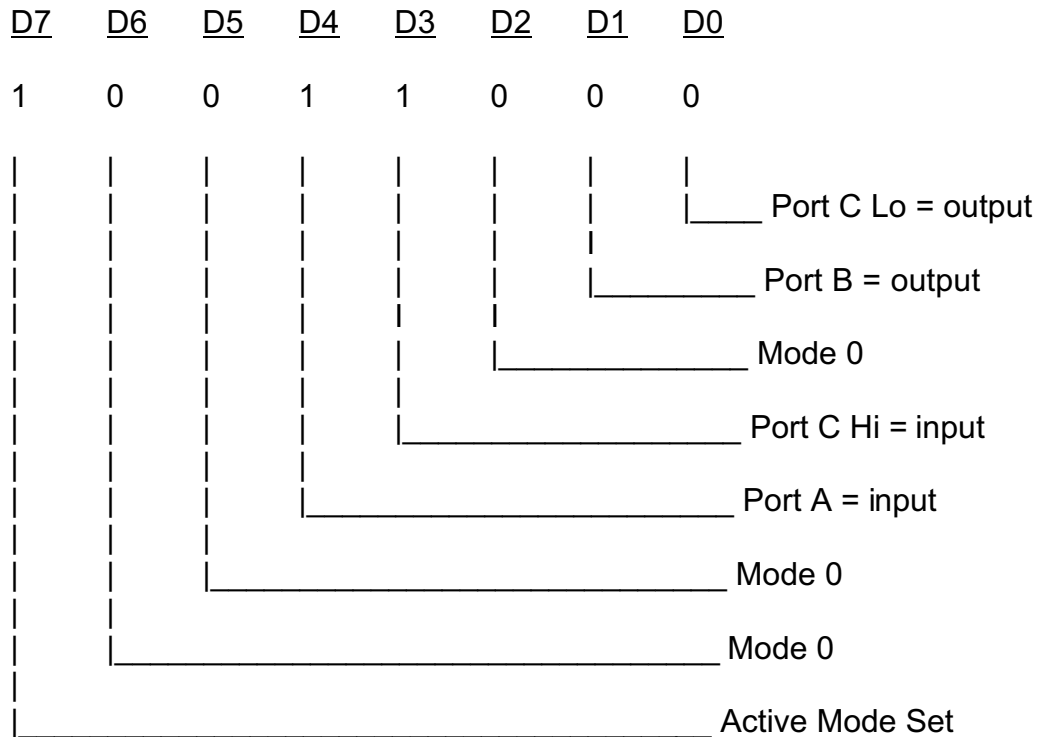 D7 D6 D5 D4 D3 D2 D1 D0
1 0 0 1 1 0 0 0
Port C Lo = output
Port B = output
Mode 0
Port C Hi = input
Port A = input
Mode 0
Mode 0
Active Mode Set